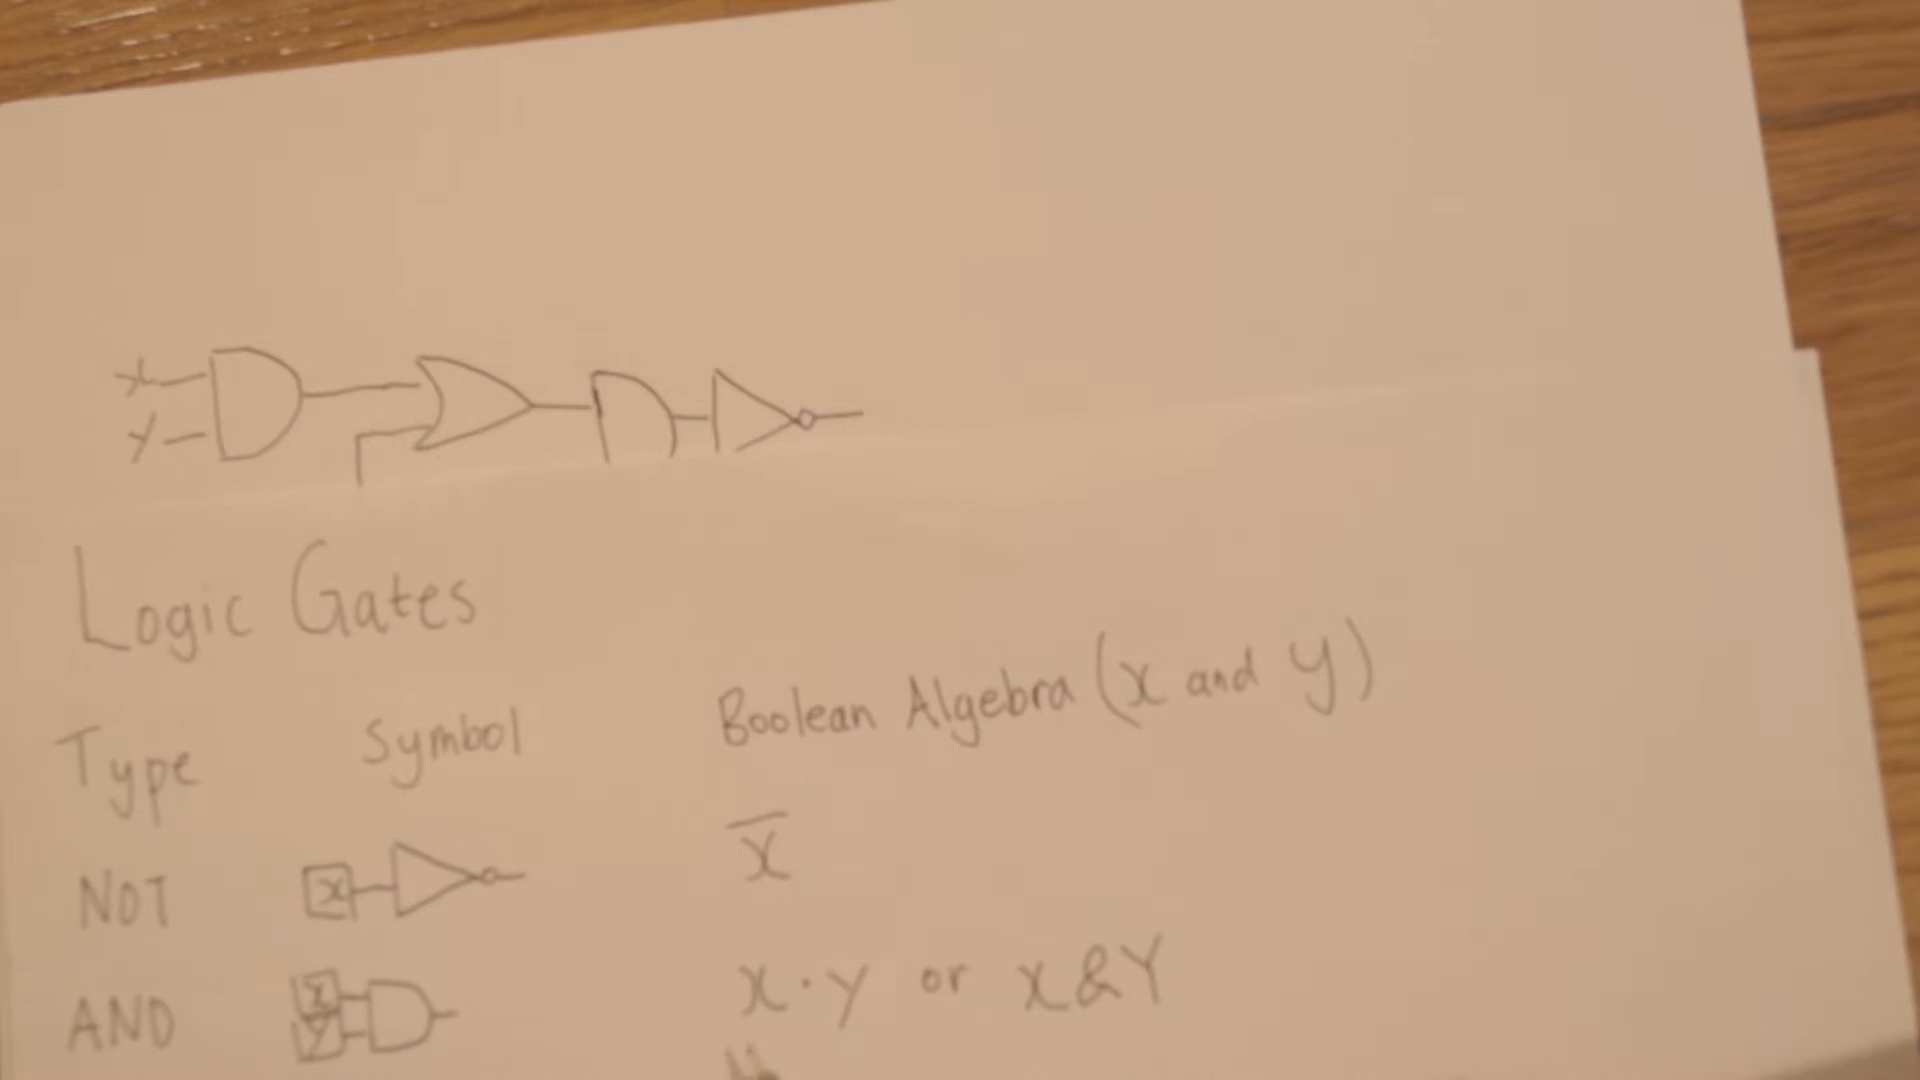 x
y
Logic Gates
Type Symbol Boolean Algebra (x and y)
NOT x x̅
AND x y x·y or x&Y